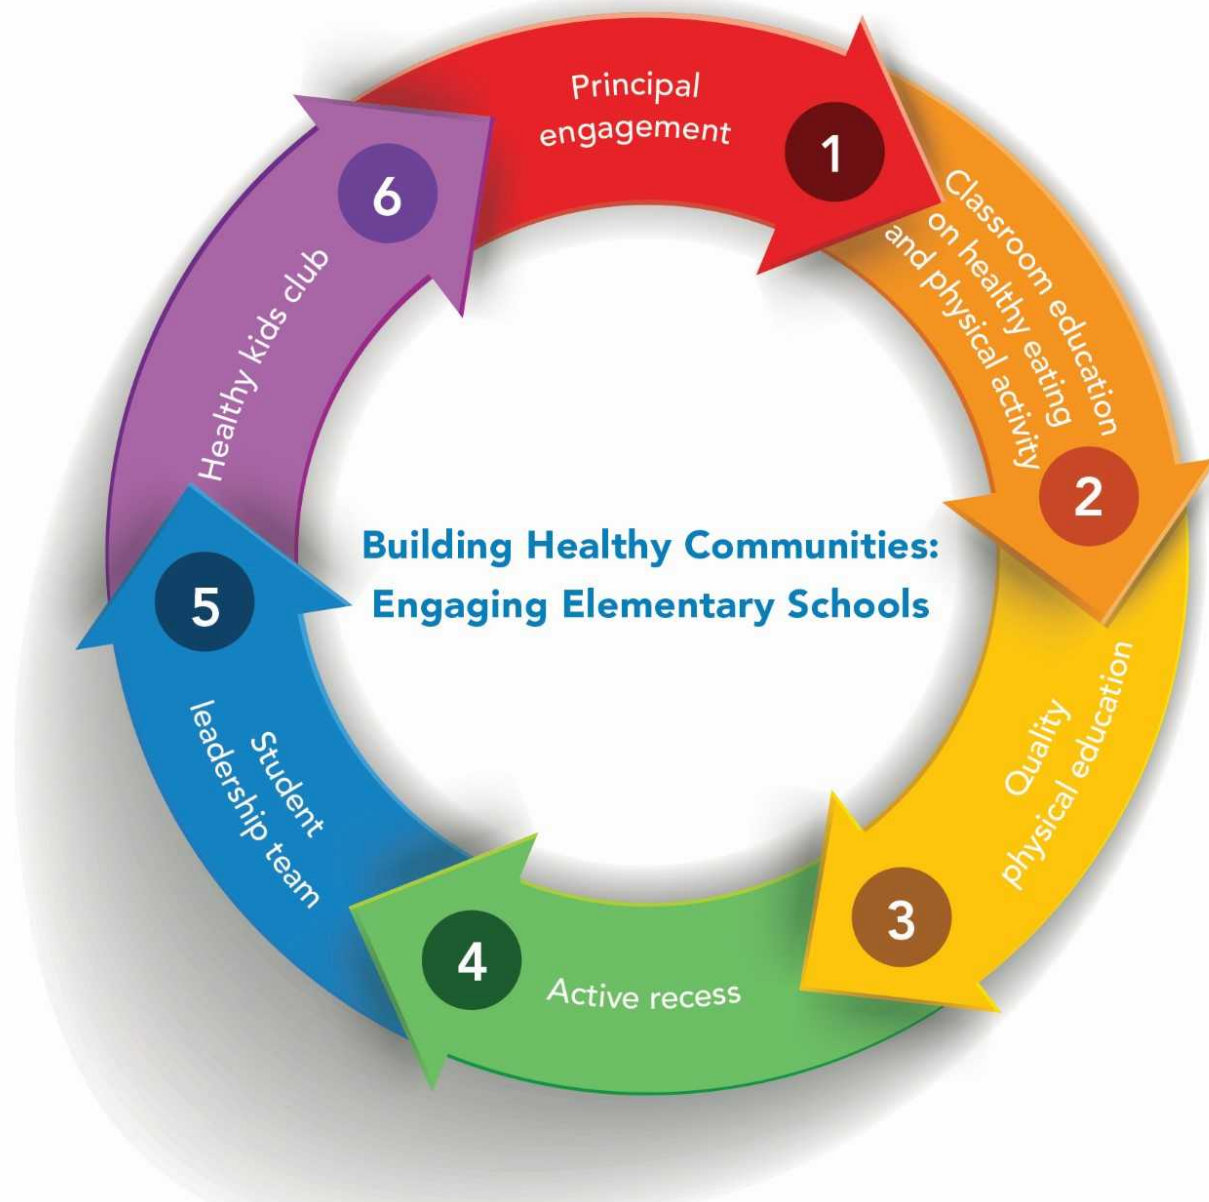 Principal
engagement
1
Classroom education
on healthy eating
and physical activity
2
Quality
physical education
3
Active recess
4
Student
leadership team
5
Healthy kids club
6
Building Healthy Communities:
Engaging Elementary Schools